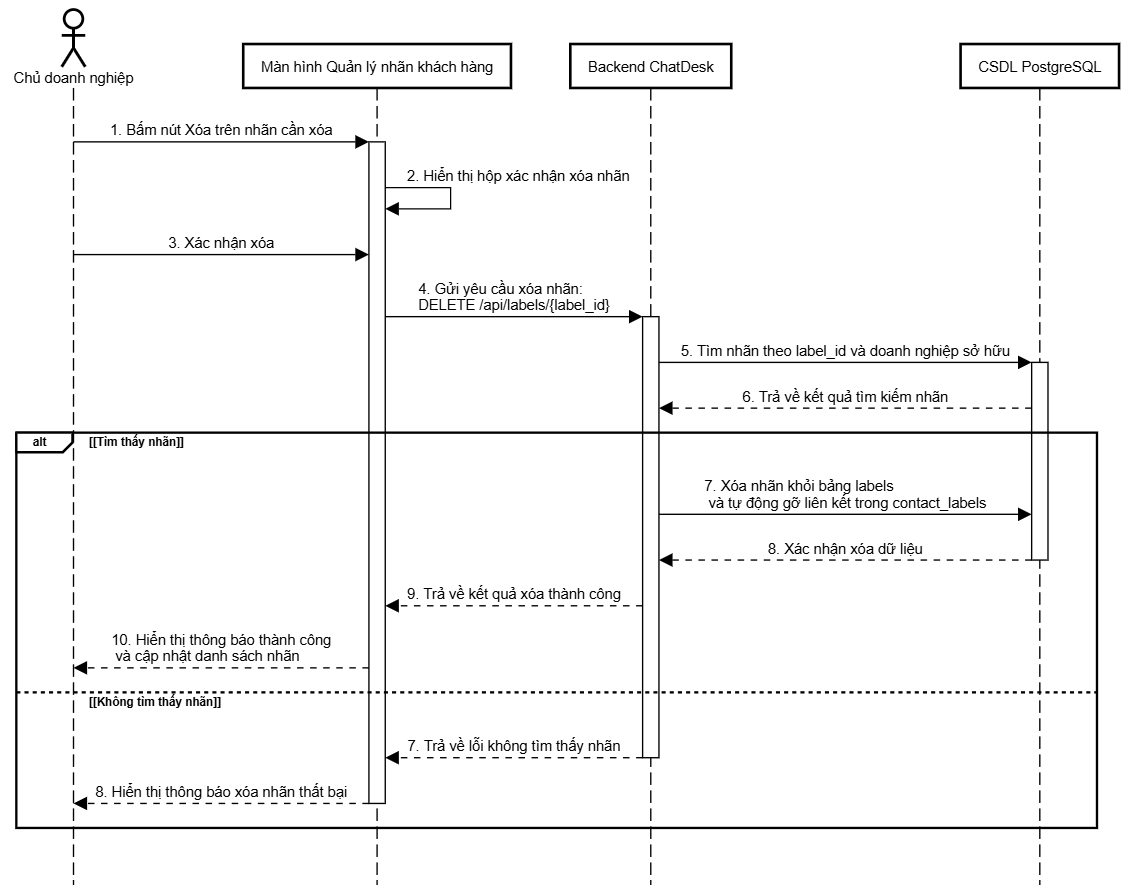 Chủ doanh nghiệp
Màn hình Quản lý nhãn khách hàng
Backend ChatDesk
CSDL PostgreSQL
1. Bấm nút Xóa trên nhãn cần xóa
2. Hiển thị hộp xác nhận xóa nhãn
3. Xác nhận xóa
4. Gửi yêu cầu xóa nhãn:
DELETE /api/labels/{label_id}
5. Tìm nhãn theo label_id và doanh nghiệp sở hữu
6. Trả về kết quả tìm kiếm nhãn
alt
[[Tìm thấy nhãn]]
7. Xóa nhãn khỏi bảng labels
và tự động gỡ liên kết trong contact_labels
8. Xác nhận xóa dữ liệu
9. Trả về kết quả xóa thành công
10. Hiển thị thông báo thành công
và cập nhật danh sách nhãn
[[Không tìm thấy nhãn]]
7. Trả về lỗi không tìm thấy nhãn
8. Hiển thị thông báo xóa nhãn thất bại